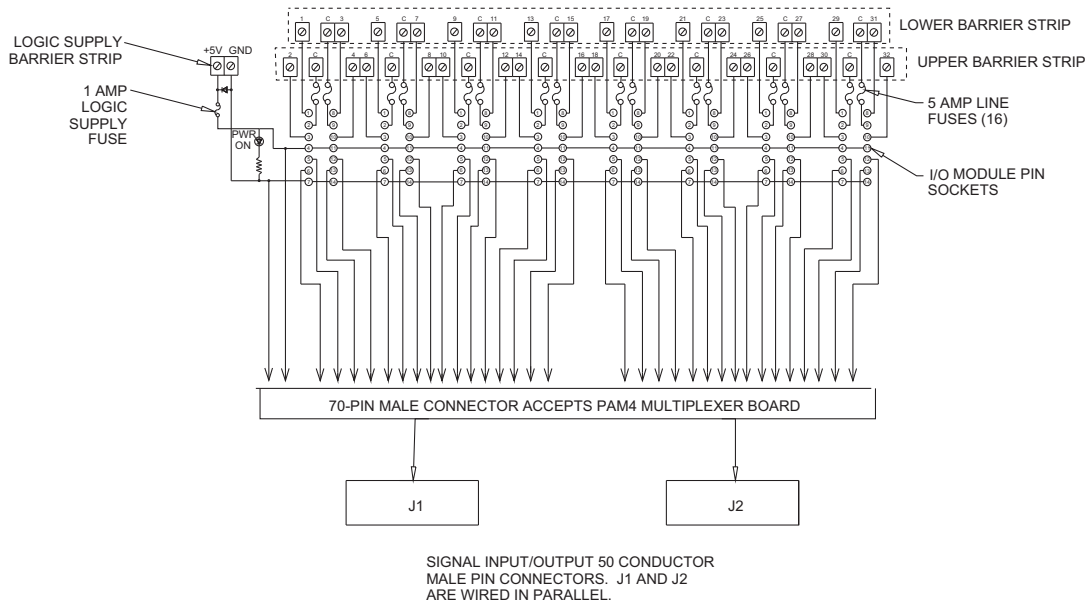 1 C 3 5 C 7 9 C 11 13 C 15 17 C 19 21 C 23 25 C 27 29 C 31
LOWER BARRIER STRIP
LOGIC SUPPLY
BARRIER STRIP
+5V GND
2 C 4 6 C 8 10 C 12 14 C 16 18 C 20 22 C 24 26 C 28 30 C 32
UPPER BARRIER STRIP
1 AMP
LOGIC
SUPPLY
FUSE
5 AMP LINE
FUSES (16)
PWR
ON
I/O MODULE PIN
SOCKETS
70-PIN MALE CONNECTOR ACCEPTS PAM4 MULTIPLEXER BOARD
J1 J2
SIGNAL INPUT/OUTPUT 50 CONDUCTOR
MALE PIN CONNECTORS. J1 AND J2
ARE WIRED IN PARALLEL.